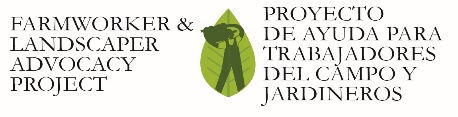 FARMWORKER &
LANDSCAPER
ADVOCACY
PROJECT
PROYECTO
DE AYUDA PARA
TRABAJADORES
DEL CAMPO Y
JARDINEROS